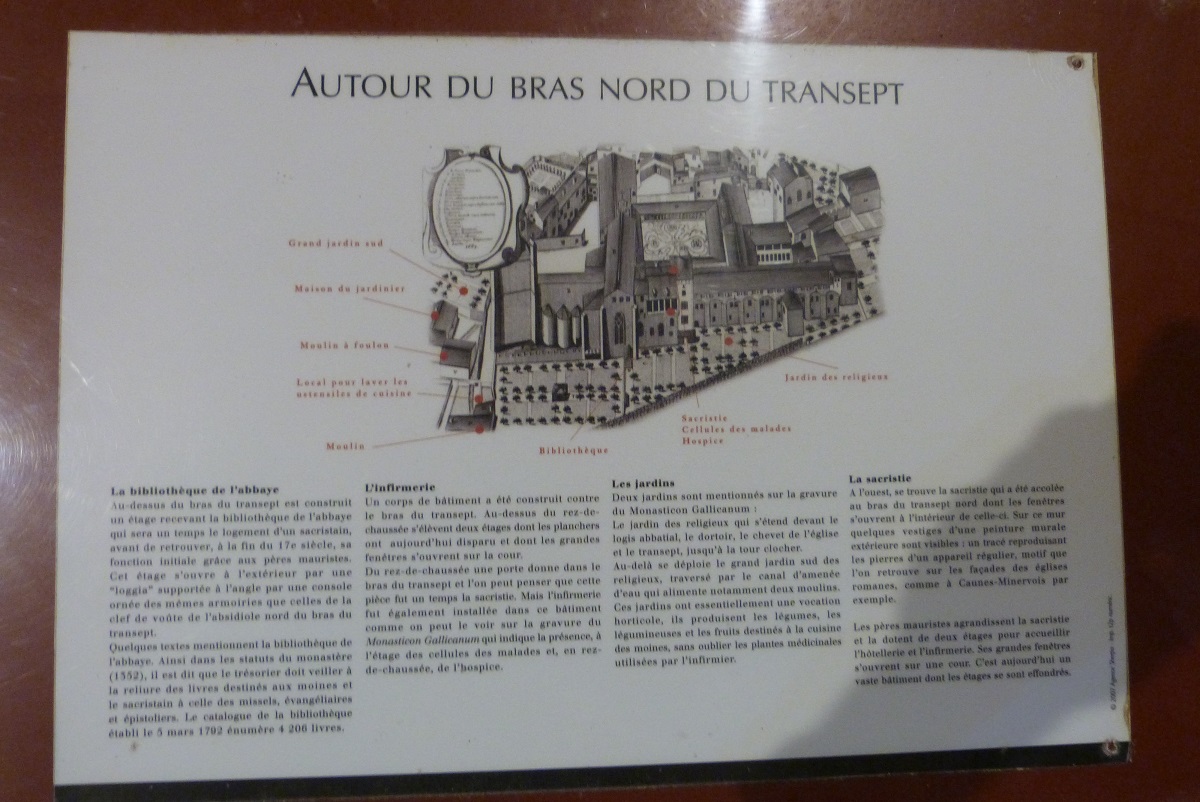 AUTOUR DU BRAS NORD DU TRANSEPT
Grand jardin sud
Maison du jardinier
Moulin à foulon
Local pour laver les
ustensiles de cuisine
Moulin
Bibliothèque
Sacristie
Cellules des malades
Hospice
Jardin des religieux
La bibliothèque de l'abbaye
Au-dessus du bras du transept est construit
un étage recevant la bibliothèque de l'abbaye
qui sera un temps le logement d'un sacristain,
avant de retrouver, à la fin du 17e siècle, sa
fonction initiale grâce aux pères mauristes.
Cet étage s'ouvre à l'extérieur par une
"loggia" supportée à l'angle par une console
ornée des mêmes armoiries que celles de la
clef de voûte de l'absidiole nord du bras du
transept.
Quelques textes mentionnent la bibliothèque de
l'abbaye. Ainsi dans les statuts du monastère
(1352), il est dit que le trésorier doit veiller à
la reliure des livres destinés aux moines et
le sacristain à celle des missels, évangéliaires
et épistoliers. Le catalogue de la bibliothèque
établi le 5 mars 1792 énumère 4 206 livres.
L'infirmerie
Un corps de bâtiment a été construit contre
le bras du transept. Au-dessus du rez-de-
chaussée s'élèvent deux étages dont les planchers
ont aujourd'hui disparu et dont les grandes
fenêtres s'ouvrent sur la cour.
Du rez-de-chaussée une porte donne dans le
bras du transept et l'on peut penser que cette
pièce fut un temps la sacristie. Mais l'infirmerie
fut également installée dans ce bâtiment
comme on peut le voir sur la gravure du
Monasticon Gallicanum qui indique la présence, à
l'étage des cellules des malades et, en rez-
de-chaussée, de l'hospice.
Les jardins
Deux jardins sont mentionnés sur la gravure
du Monasticon Gallicanum :
Le jardin des religieux qui s'étend devant le
logis abbatial, le dortoir, le chevet de l'église
et le transept, jusqu'à la tour clocher.
Au-delà se déploie le grand jardin sud des
religieux, traversé par le canal d'amenée
d'eau qui alimente notamment deux moulins.
Ces jardins ont essentiellement une vocation
horticole, ils produisent les légumes, les
légumineuses et les fruits destinés à la cuisine
des moines, sans oublier les plantes médicinales
utilisées par l'infirmier.
La sacristie
A l'ouest, se trouve la sacristie qui a été accolée
au bras du transept nord dont les fenêtres
s'ouvrent à l'intérieur de celle-ci. Sur ce mur
quelques vestiges d'une peinture murale
extérieure sont visibles : un tracé reproduisant
les pierres d'un appareil régulier, motif que
l'on retrouve sur les façades des églises
romanes, comme à Caunes-Minervois par
exemple.
Les pères mauristes agrandissent la sacristie
et la dotent de deux étages pour accueillir
l'hôtellerie et l'infirmerie. Ses grandes fenêtres
s'ouvrent sur une cour. C'est aujourd'hui un
vaste bâtiment dont les étages se sont effondrés.